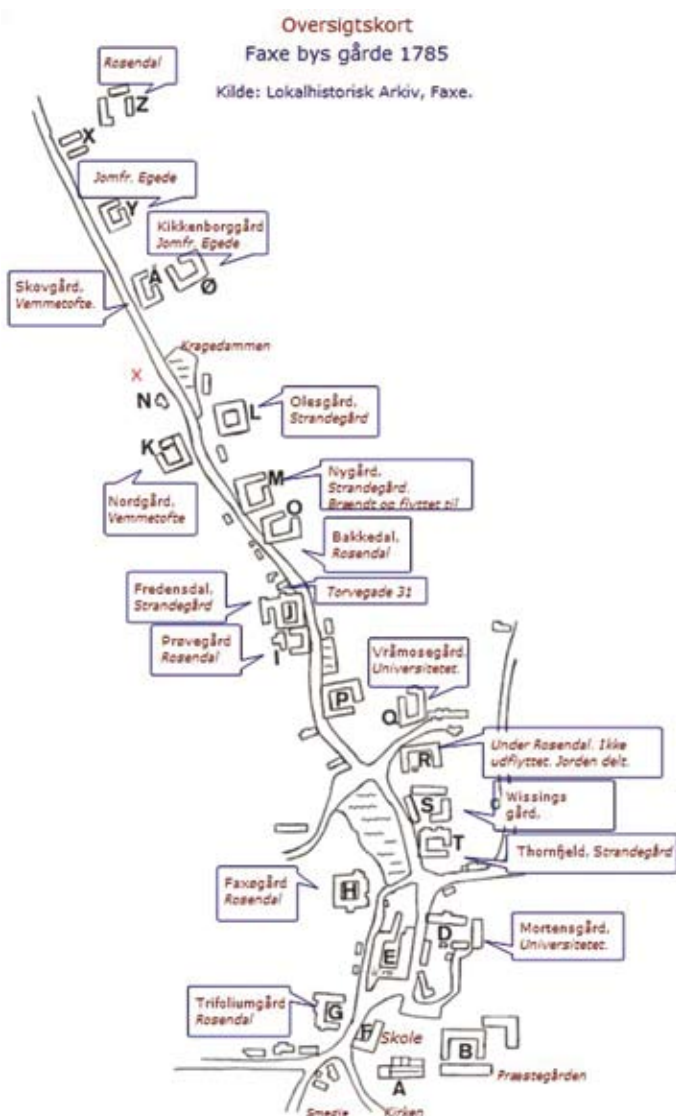 Oversigtskort
Faxe bys gårde 1785
Kilde: Lokalhistorisk Arkiv, Faxe.
Rosendal
Z
X
Jomfr. Egede
Y
Kikkenborggård
Jomfr. Egede
Å
Ø
Skovgård.
Vemmetofte.
Krapedammen
X
N
L
Olesgård.
Strandegård
K
M
Nygård.
Strandegård.
Brændt og flyttet til
Nordgård.
Vemmetofte
O
Bakkedal.
Rosendal
Fredensdal.
Strandegård
Torvegade 31
J
Prøvegård
Rosendal
I
Vråmosegård.
Universitetet.
P
Q
R
Under Rosendal. Ikke
udflyttet. Jorden delt.
S
Wissings
gård.
T
Thornfjeld. Strandegård
Faxøgård
Rosendal
H
D
Mortensgård.
Universitetet.
E
Trifoliumgård
Rosendal
G
F
Skole
B
A
Præstegården
Smedie
Kirken